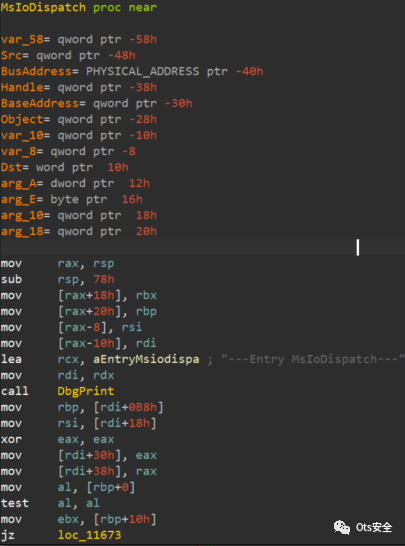 MsIoDispatch proc near
var_58= qword ptr -58h
Src= qword ptr -48h
BusAddress= PHYSICAL_ADDRESS ptr -40h
Handle= qword ptr -38h
BaseAddress= qword ptr -30h
Object= qword ptr -28h
var_10= qword ptr -10h
var_8= qword ptr -8
Dst= word ptr  10h
arg_A= dword ptr  12h
arg_E= byte ptr  16h
arg_10= qword ptr  18h
arg_18= qword ptr  20h
mov     rax, rsp
sub     rsp, 78h
mov     [rax+18h], rbx
mov     [rax+20h], rbp
mov     [rax-8], rsi
mov     [rax-10h], rdi
lea     rcx, aEntryMsiodispa ; "---Entry MsIoDispatch---"
mov     rdi, rdx
call    DbgPrint
mov     rbp, [rdi+0B8h]
mov     rsi, [rdi+18h]
xor     eax, eax
mov     [rdi+30h], eax
mov     [rdi+38h], rax
mov     al, [rbp+0]
test    al, al
mov     ebx, [rbp+10h]
jz      loc_11673
Ots安全